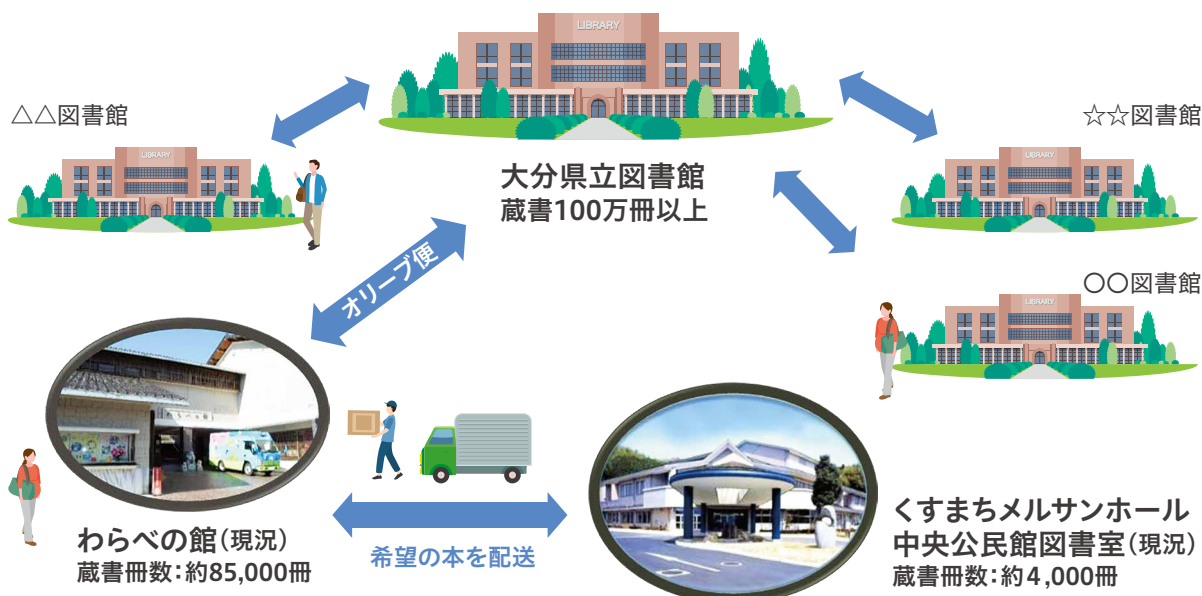 LIBRARY
△△図書館
☆☆図書館
LIBRARY
LIBRARY
大分県立図書館
蔵書100万冊以上
オリーブ便
〇〇図書館
LIBRARY
わらべの館(現況)
蔵書冊数:約85,000冊
希望の本を配送
くすまちメルサンホール
中央公民館図書室(現況)
蔵書冊数:約4,000冊